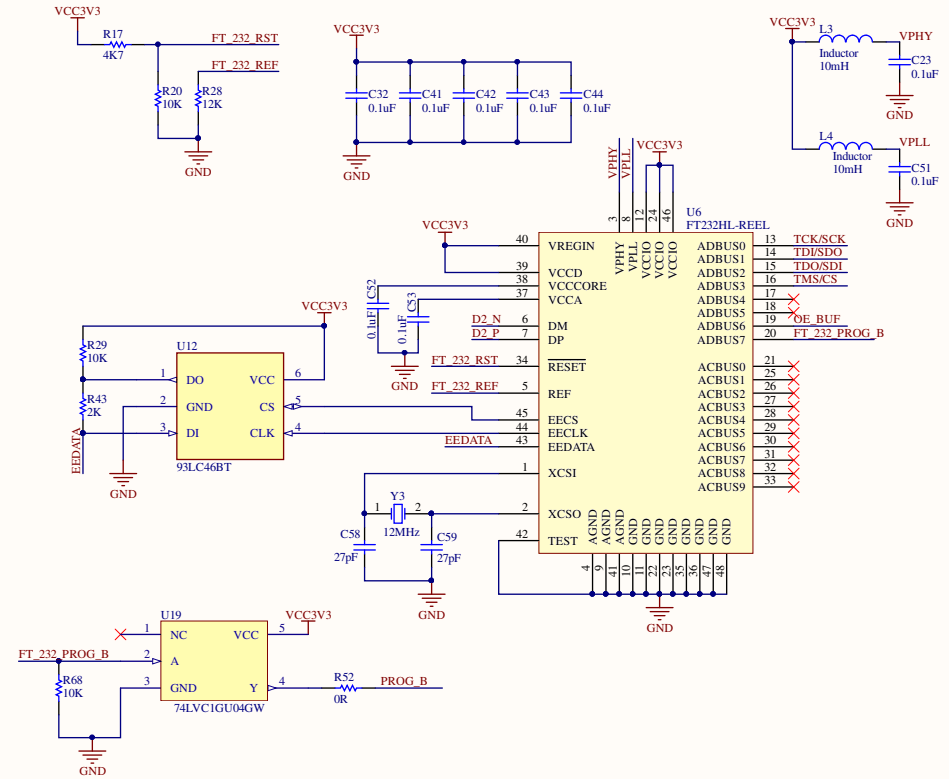 VCC3V3
R17
4K7
FT_232_RST
FT_232_REF
R20
10K
R28
12K
GND
VCC3V3
C32
0.1uF
C41
0.1uF
C42
0.1uF
C43
0.1uF
C44
0.1uF
GND
VCC3V3
L3
Inductor
10mH
VPHY
C23
0.1uF
GND
L4
Inductor
10mH
VPLL
C51
0.1uF
GND
VPHY
VPLL
VCC3V3
3
8
12
24
46
U6
FT232HL-REEL
VPHY
VPLL
VCCIO
VCCIO
VCCIO
VCC3V3
40 VREGIN
39 VCCD
38 VCCCORE
37 VCCA
C52
0.1uF
C53
0.1uF
GND
D2_N 6 DM
D2_P 7 DP
FT_232_RST 34 RESET
FT_232_REF 5 REF
45 EECS
44 EECLK
EEDATA 43 EEDATA
1 XCSI
2 XCSO
42 TEST
ADBUS0 13 TCK/SCK
ADBUS1 14 TDI/SDO
ADBUS2 15 TDO/SDI
ADBUS3 16 TMS/CS
ADBUS4 17
ADBUS5 18
ADBUS6 19 OE_BUF
ADBUS7 20 FT_232_PROG_B
ACBUS0 21
ACBUS1 25
ACBUS2 26
ACBUS3 27
ACBUS4 28
ACBUS5 29
ACBUS6 30
ACBUS7 31
ACBUS8 32
ACBUS9 33
AGND
AGND
AGND
GND
GND
GND
GND
GND
GND
GND
GND
4
9
41
10
11
22
23
35
36
47
48
GND
VCC3V3
R29
10K
R43
2K
EEDATA
U12
1 DO
2 GND
3 DI
VCC 6
CS 5
CLK 4
93LC46BT
GND
Y3
1 2
12MHz
C58
27pF
C59
27pF
GND
U19
VCC3V3
1 NC
2 A
3 GND
VCC 5
Y 4
74LVC1GU04GW
FT_232_PROG_B
R68
10K
GND
R52
0R
PROG_B